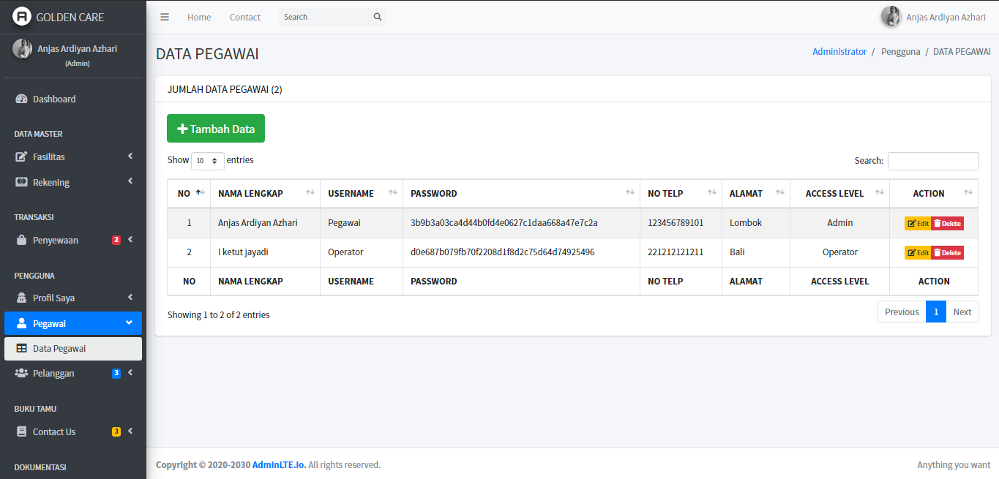 GOLDEN CARE
Anjas Ardiyan Azhari
(Admin)
Dashboard
DATA MASTER
Fasilitas
Rekening
TRANSAKSI
Penyewaan 2
PENGGUNA
Profil Saya
Pegawai
Data Pegawai
Pelanggan 3
BUKU TAMU
Contact Us 3
DOKUMENTASI
Home Contact Search Anjas Ardiyan Azhari
DATA PEGAWAI Administrator / Pengguna / DATA PEGAWAI
JUMLAH DATA PEGAWAI (2)
Tambah Data
Show 10 entries Search:
NO NAMA LENGKAP USERNAME PASSWORD NO TELP ALAMAT ACCESS LEVEL ACTION
1 Anjas Ardiyan Azhari Pegawai 3b9b3a03ca4d44b0fd4e0627c1daa668a47e7c2a 123456789101 Lombok Admin Edit Delete
2 I ketut jayadi Operator d0e687b079fb70f2208d1f8d2c75d64d74925496 221212121211 Bali Operator Edit Delete
NO NAMA LENGKAP USERNAME PASSWORD NO TELP ALAMAT ACCESS LEVEL ACTION
Showing 1 to 2 of 2 entries Previous 1 Next
Copyright © 2020-2030 AdminLTE.io. All rights reserved. Anything you want